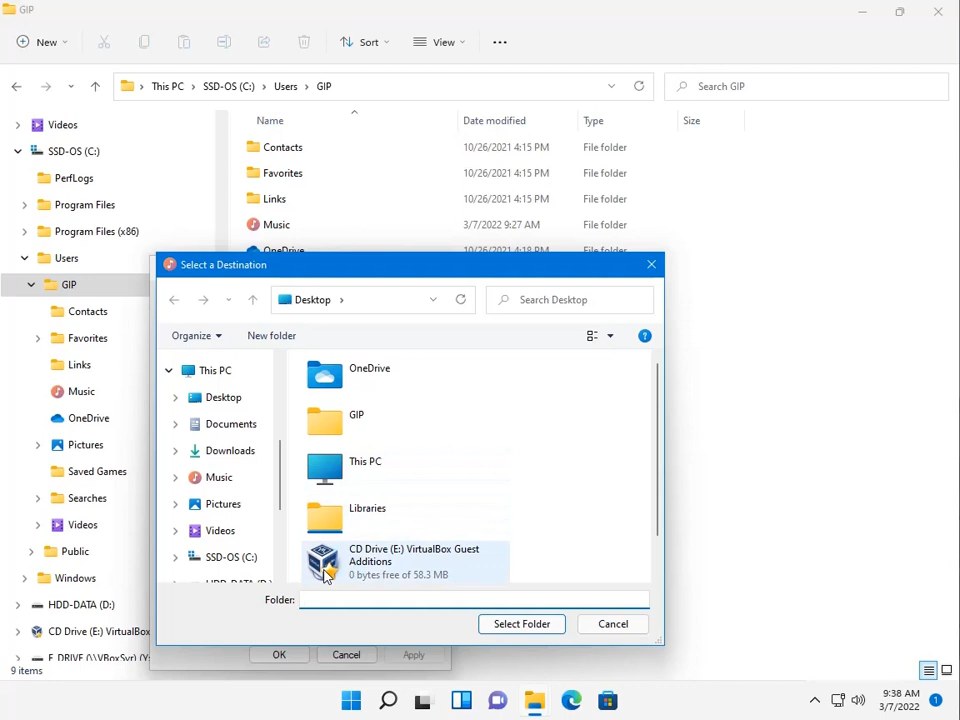 GIP
New
Sort
View
This PC
SSD-OS (C:)
Users
GIP
Search GIP
Name
Date modified
Type
Size
Videos
SSD-OS (C:)
PerfLogs
Program Files
Program Files (x86)
Users
GIP
Contacts
Favorites
Links
Music
OneDrive
Pictures
Saved Games
Searches
Videos
Public
Windows
HDD-DATA (D:)
CD Drive (E:) VirtualBo
E_DRIVE (\\VBoxSvr) (Y:
9 items
Contacts 10/26/2021 4:15 PM File folder
Favorites 10/26/2021 4:15 PM File folder
Links 10/26/2021 4:15 PM File folder
Music 3/7/2022 9:27 AM File folder
OneDrive 10/26/2021 4:18 PM File folder
Select a Destination
Desktop
Search Desktop
Organize
New folder
This PC
Desktop
Documents
Downloads
Music
Pictures
Videos
SSD-OS (C:)
HDD-DATA (D:)
OneDrive
GIP
This PC
Libraries
CD Drive (E:) VirtualBox Guest
Additions
0 bytes free of 58.3 MB
Folder:
Select Folder
Cancel
OK
Cancel
Apply
9:38 AM
3/7/2022
1